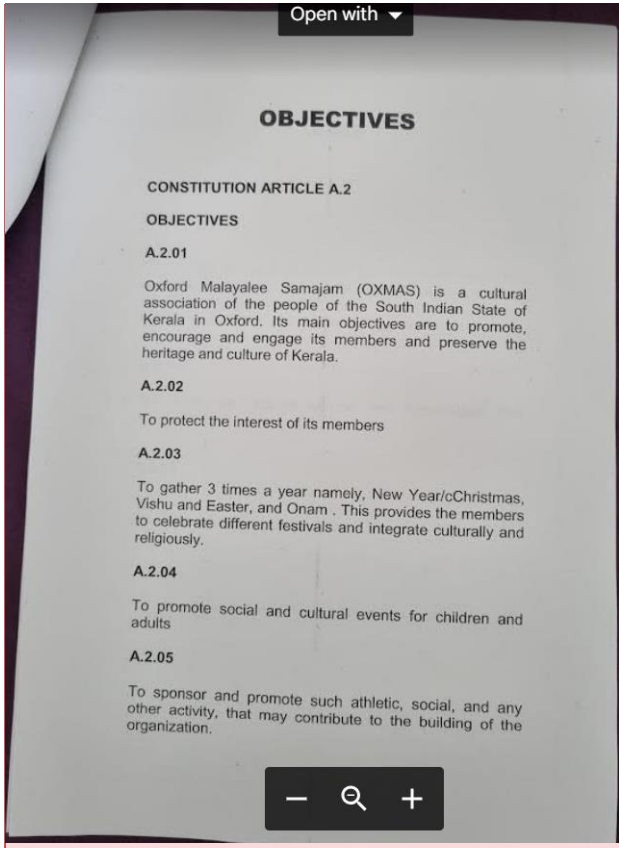 Open with
OBJECTIVES
CONSTITUTION ARTICLE A.2
OBJECTIVES
A.2.01
Oxford Malayalee Samajam (OXMAS) is a cultural
association of the people of the South Indian State of
Kerala in Oxford. Its main objectives are to promote,
encourage and engage its members and preserve the
heritage and culture of Kerala.
A.2.02
To protect the interest of its members
A.2.03
To gather 3 times a year namely, New Year/cChristmas,
Vishu and Easter, and Onam . This provides the members
to celebrate different festivals and integrate culturally and
religiously.
A.2.04
To promote social and cultural events for children and
adults
A.2.05
To sponsor and promote such athletic, social, and any
other activity, that may contribute to the building of the
organization.